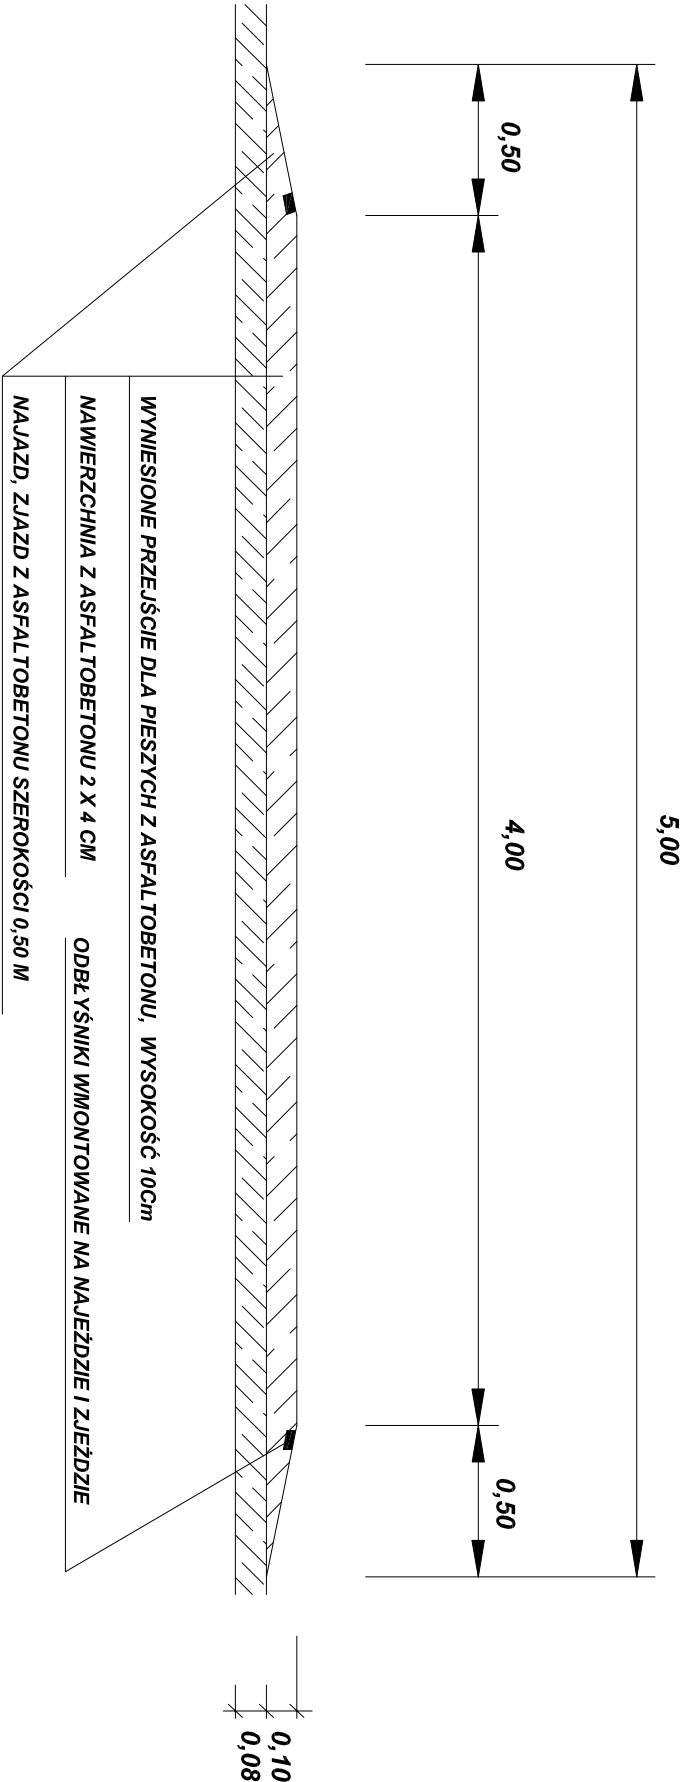 5,00
0,50
4,00
0,50
0,10
0,08
WYNIESIONE PRZEJŚCIE DLA PIESZYCH Z ASFALTOBETONU, WYSOKOŚĆ 10Cm
NAWIERZCHNIA Z ASFALTOBETONU 2 X 4 CM
ODBŁYŚNIKI WMONTOWANE NA NAJEŹDZIE I ZJEŹDZIE
NAJAZD, ZJAZD Z ASFALTOBETONU SZEROKOŚCI 0,50 M